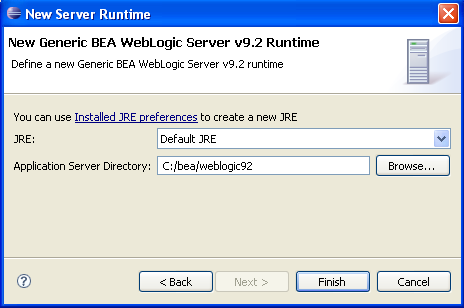 New Server Runtime
New Generic BEA WebLogic Server v9.2 Runtime
Define a new Generic BEA WebLogic Server v9.2 runtime
You can use Installed JRE preferences to create a new JRE
JRE: Default JRE
Application Server Directory: C:/bea/weblogic92 Browse...
? < Back Next > Finish Cancel